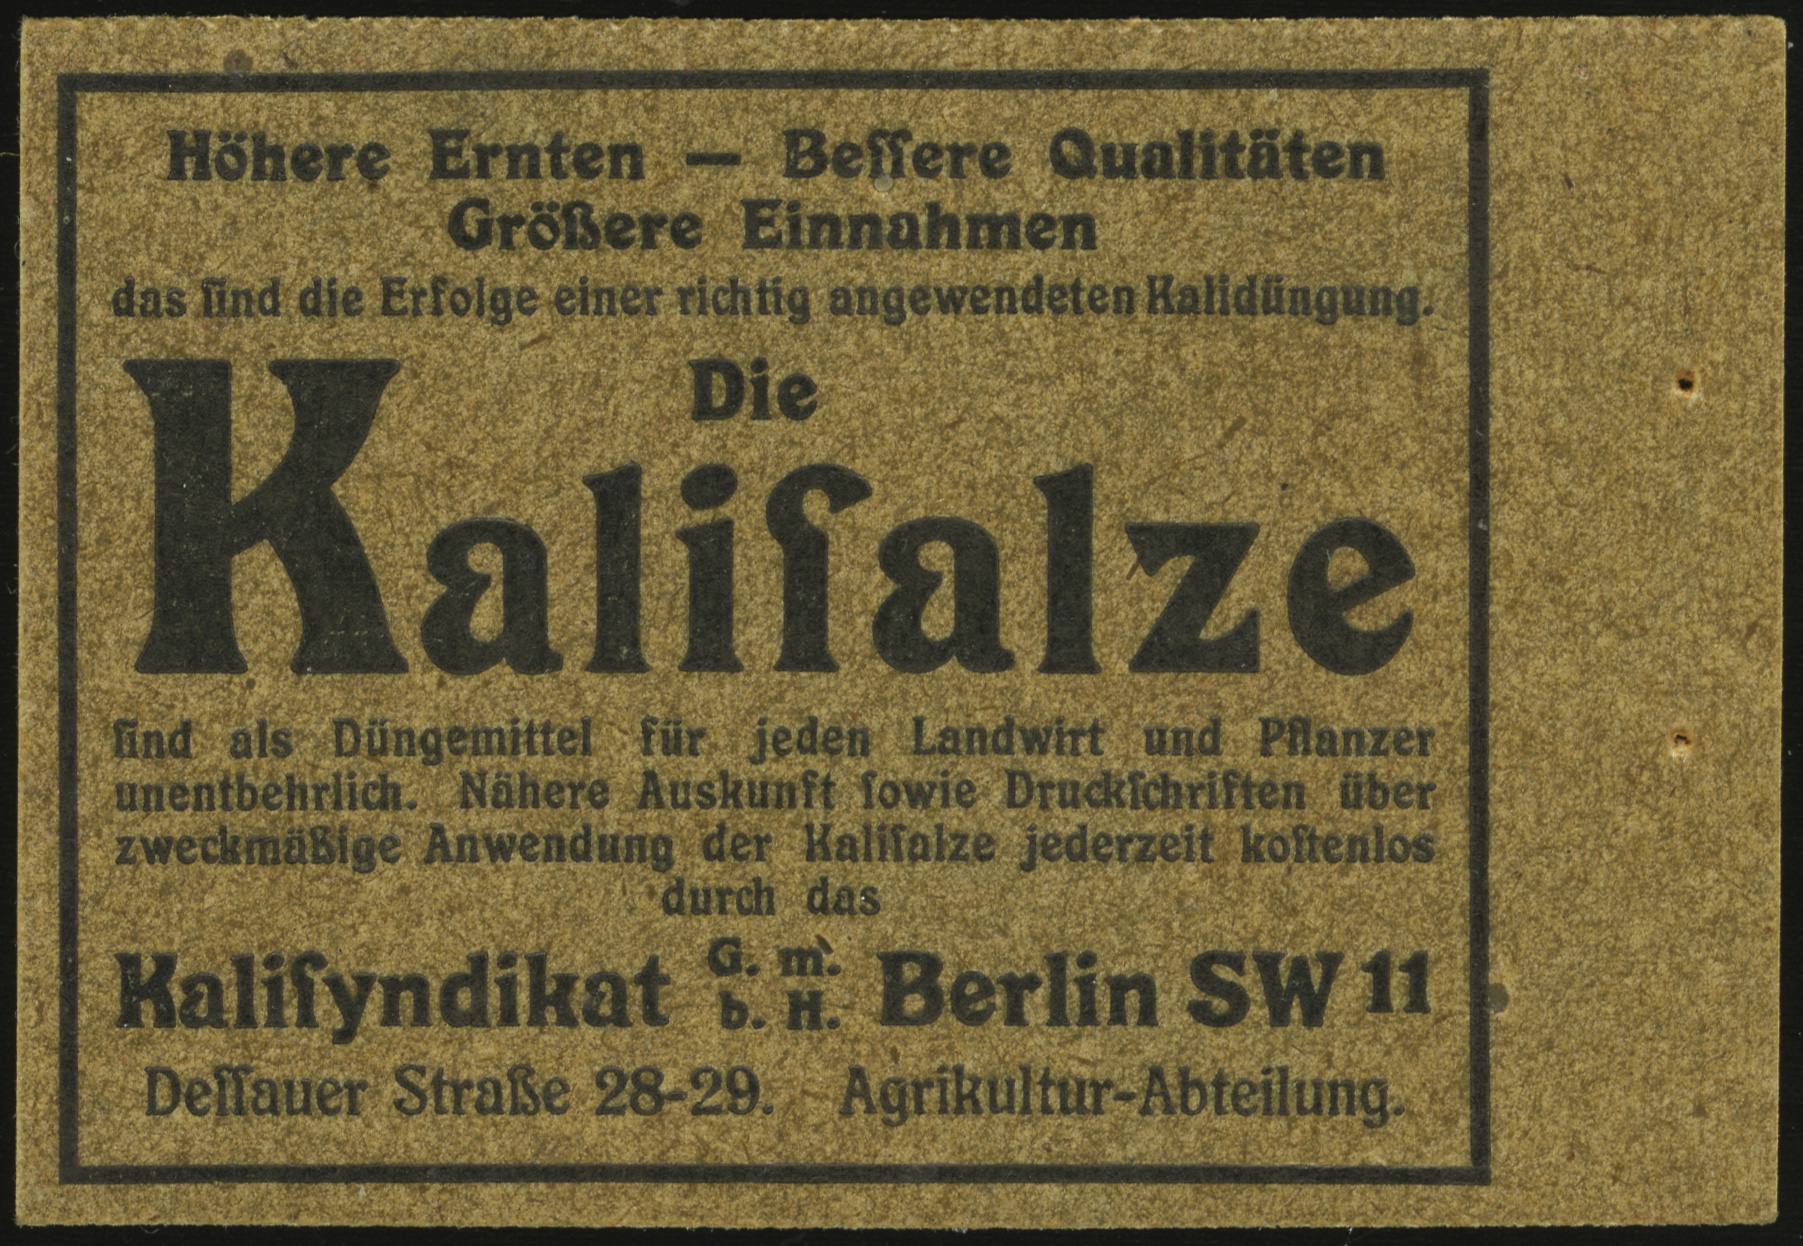 Höhere Ernten — Beſſere Qualitäten
Größere Einnahmen
das ſind die Erfolge einer richtig angewendeten Kalidüngung.
Die
Kaliſalze
ſind als Düngemittel für jeden Landwirt und Pflanzer
unentbehrlich. Nähere Auskunft ſowie Druckſchriften über
zweckmäßige Anwendung der Kaliſalze jederzeit koſtenlos
durch das
Kaliſyndikat G. m. b. H. Berlin SW 11
Deſſauer Straße 28-29. Agrikultur-Abteilung.